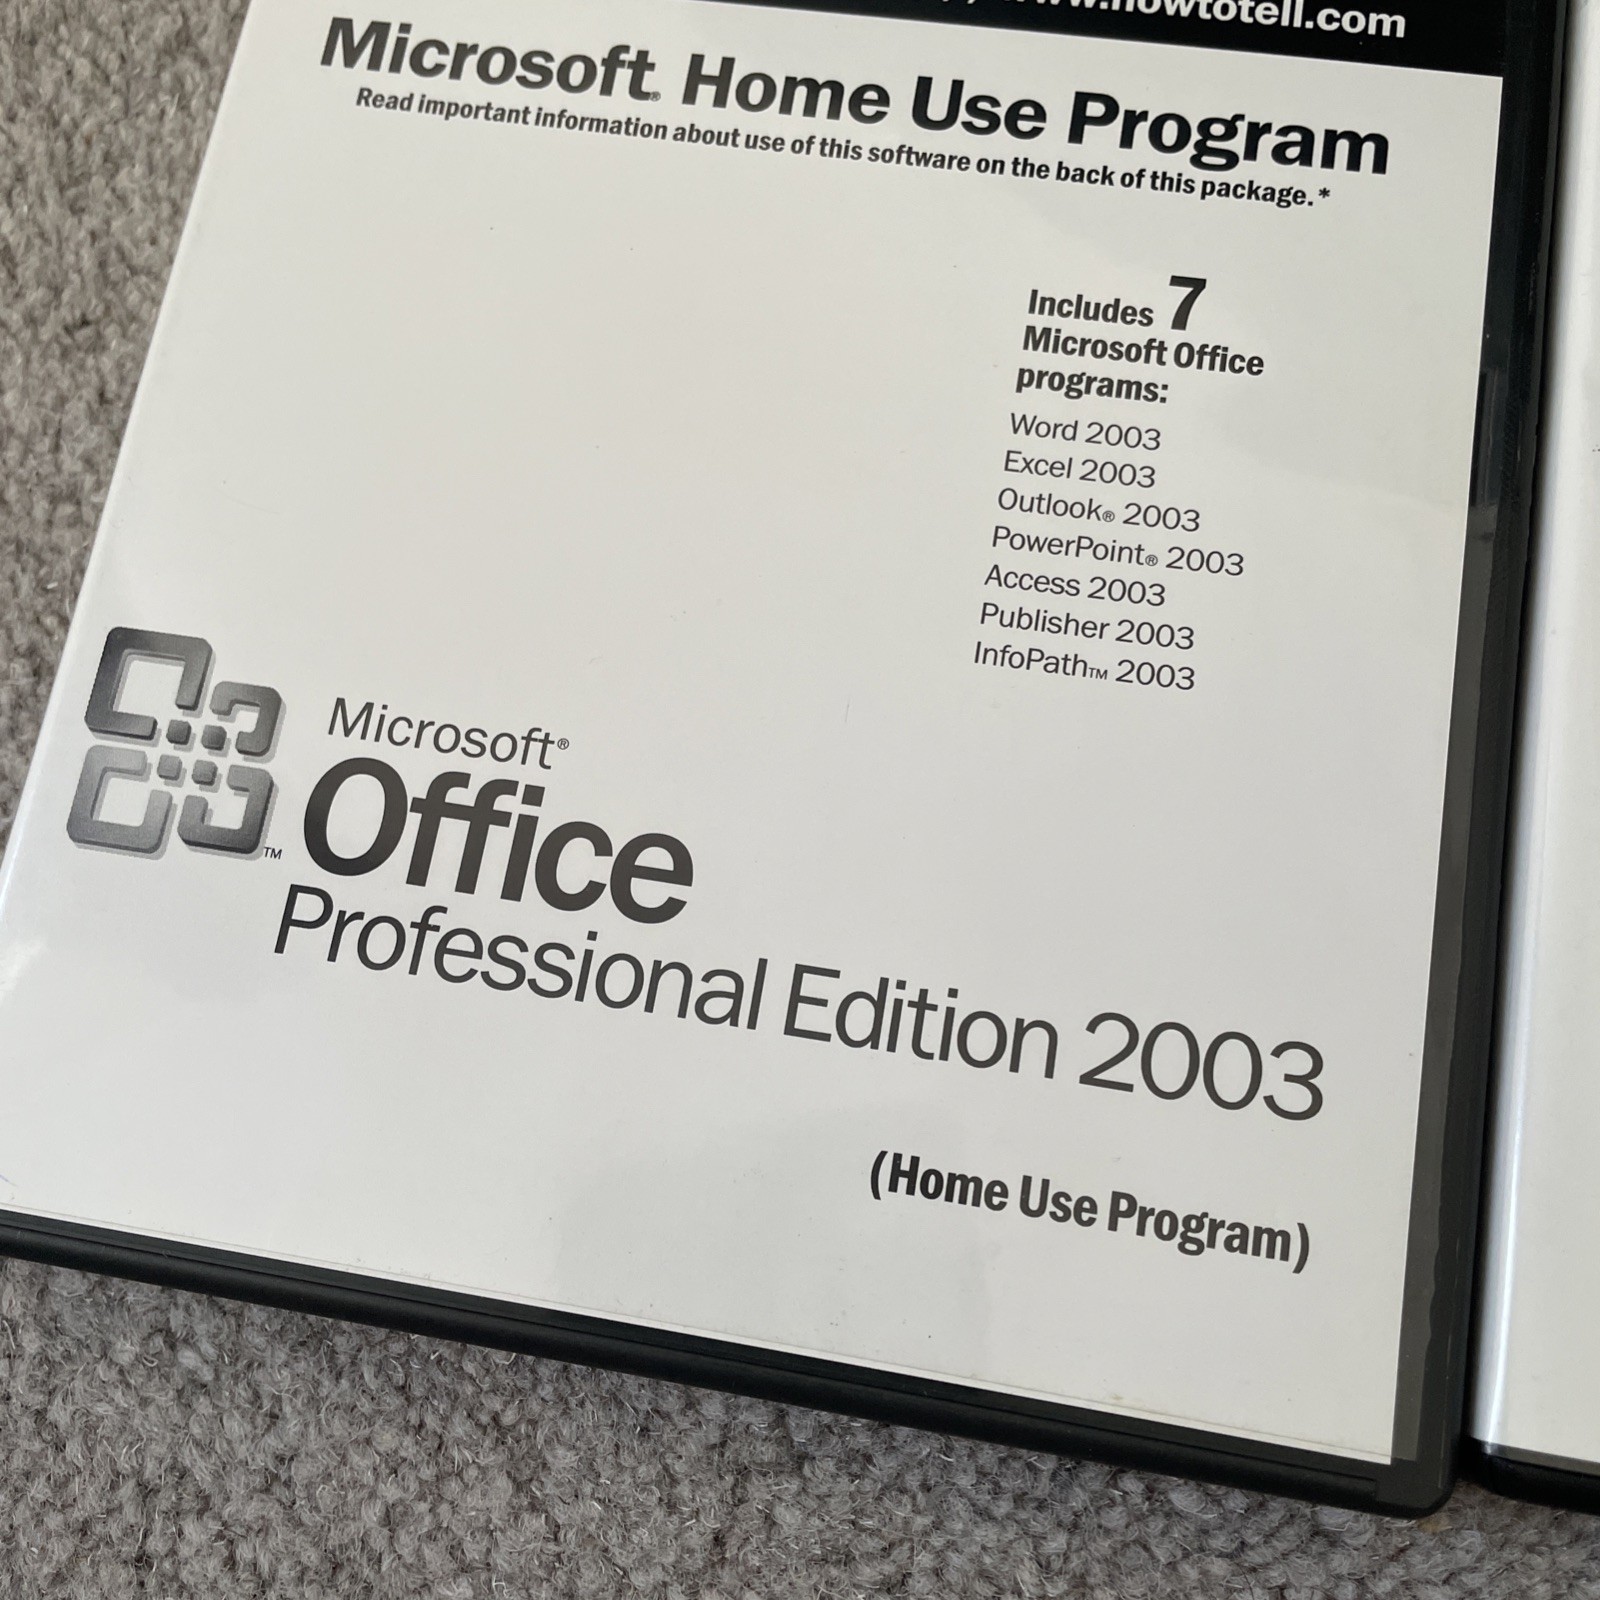 www.howtotell.com
Microsoft® Home Use Program
Read important information about use of this software on the back of this package.*
Includes 7
Microsoft Office
programs:
Word 2003
Excel 2003
Outlook® 2003
PowerPoint® 2003
Access 2003
Publisher 2003
InfoPath™ 2003
Microsoft®
Office
Professional Edition 2003
(Home Use Program)
TM